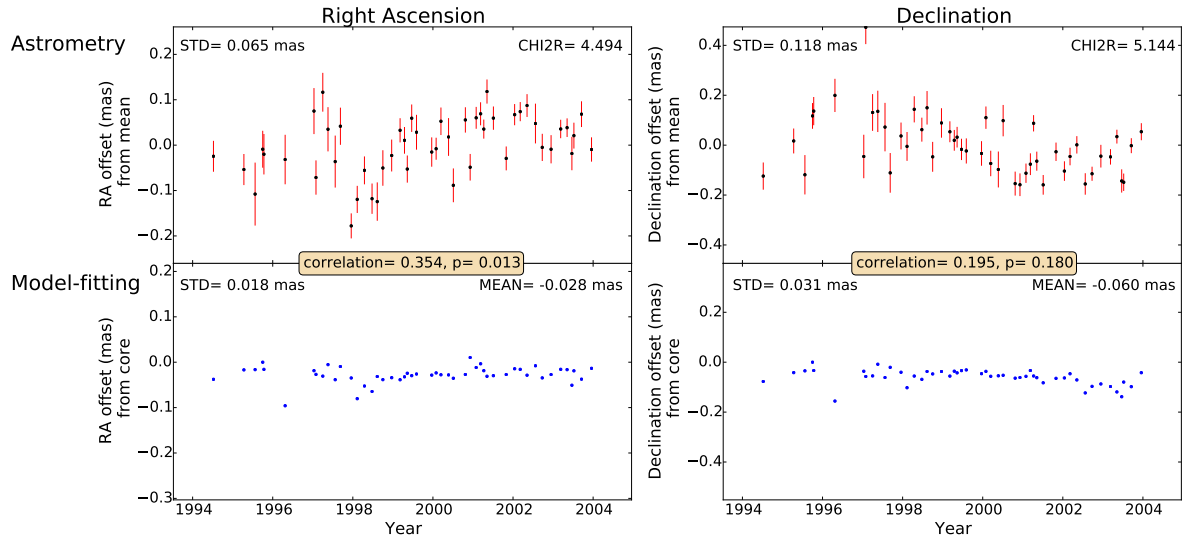 Right Ascension
Declination
Astrometry
STD= 0.065 mas
CHI2R= 4.494
RA offset (mas)
from mean
0.2
0.1
0.0
−0.1
−0.2
STD= 0.118 mas
CHI2R= 5.144
Declination offset (mas)
from mean
0.4
0.2
0.0
−0.2
−0.4
correlation= 0.354, p= 0.013
correlation= 0.195, p= 0.180
Model-fitting
STD= 0.018 mas
MEAN= -0.028 mas
RA offset (mas)
from core
0.2
0.1
0.0
−0.1
−0.2
−0.3
1994 1996 1998 2000 2002 2004
Year
STD= 0.031 mas
MEAN= -0.060 mas
Declination offset (mas)
from core
0.4
0.2
0.0
−0.2
−0.4
1994 1996 1998 2000 2002 2004
Year